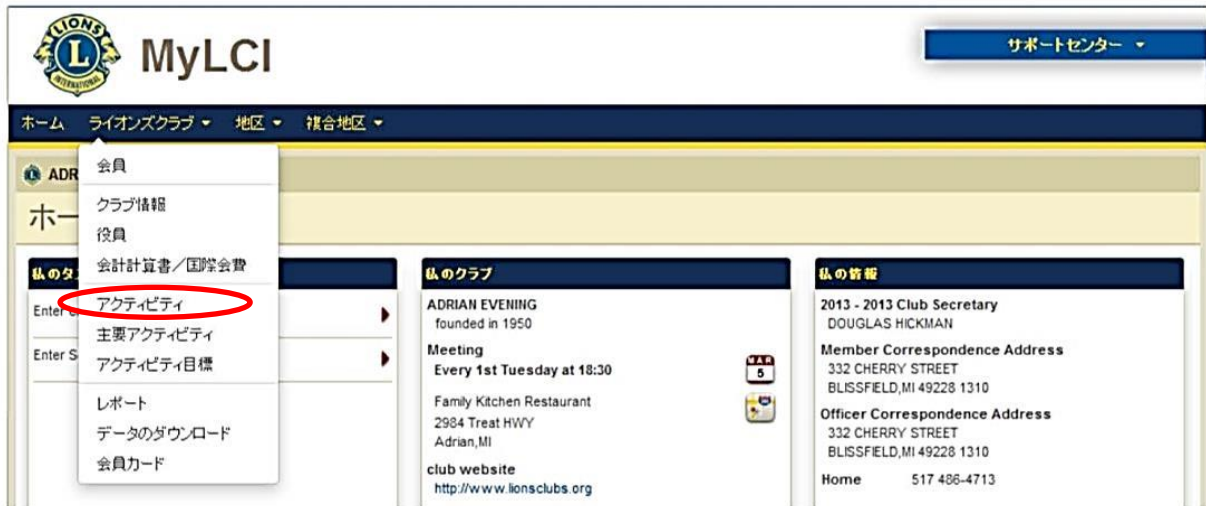 LIONS
L
INTERNATIONAL
MyLCI
サポートセンター
ホーム ライオンズクラブ 地区 複合地区
ADR
ホー
会員
クラブ情報
役員
会計計算書／国際会費
アクティビティ
主要アクティビティ
アクティビティ目標
レポート
データのダウンロード
会員カード
私のタ
Enter
Enter S
私のクラブ
ADRIAN EVENING
founded in 1950
Meeting
Every 1st Tuesday at 18:30
MAR
5
Family Kitchen Restaurant
2984 Treat HWY
Adrian,MI
club website
http://www.lionsclubs.org
私の情報
2013 - 2013 Club Secretary
DOUGLAS HICKMAN
Member Correspondence Address
332 CHERRY STREET
BLISSFIELD,MI 49228 1310
Officer Correspondence Address
332 CHERRY STREET
BLISSFIELD,MI 49228 1310
Home 517 486-4713